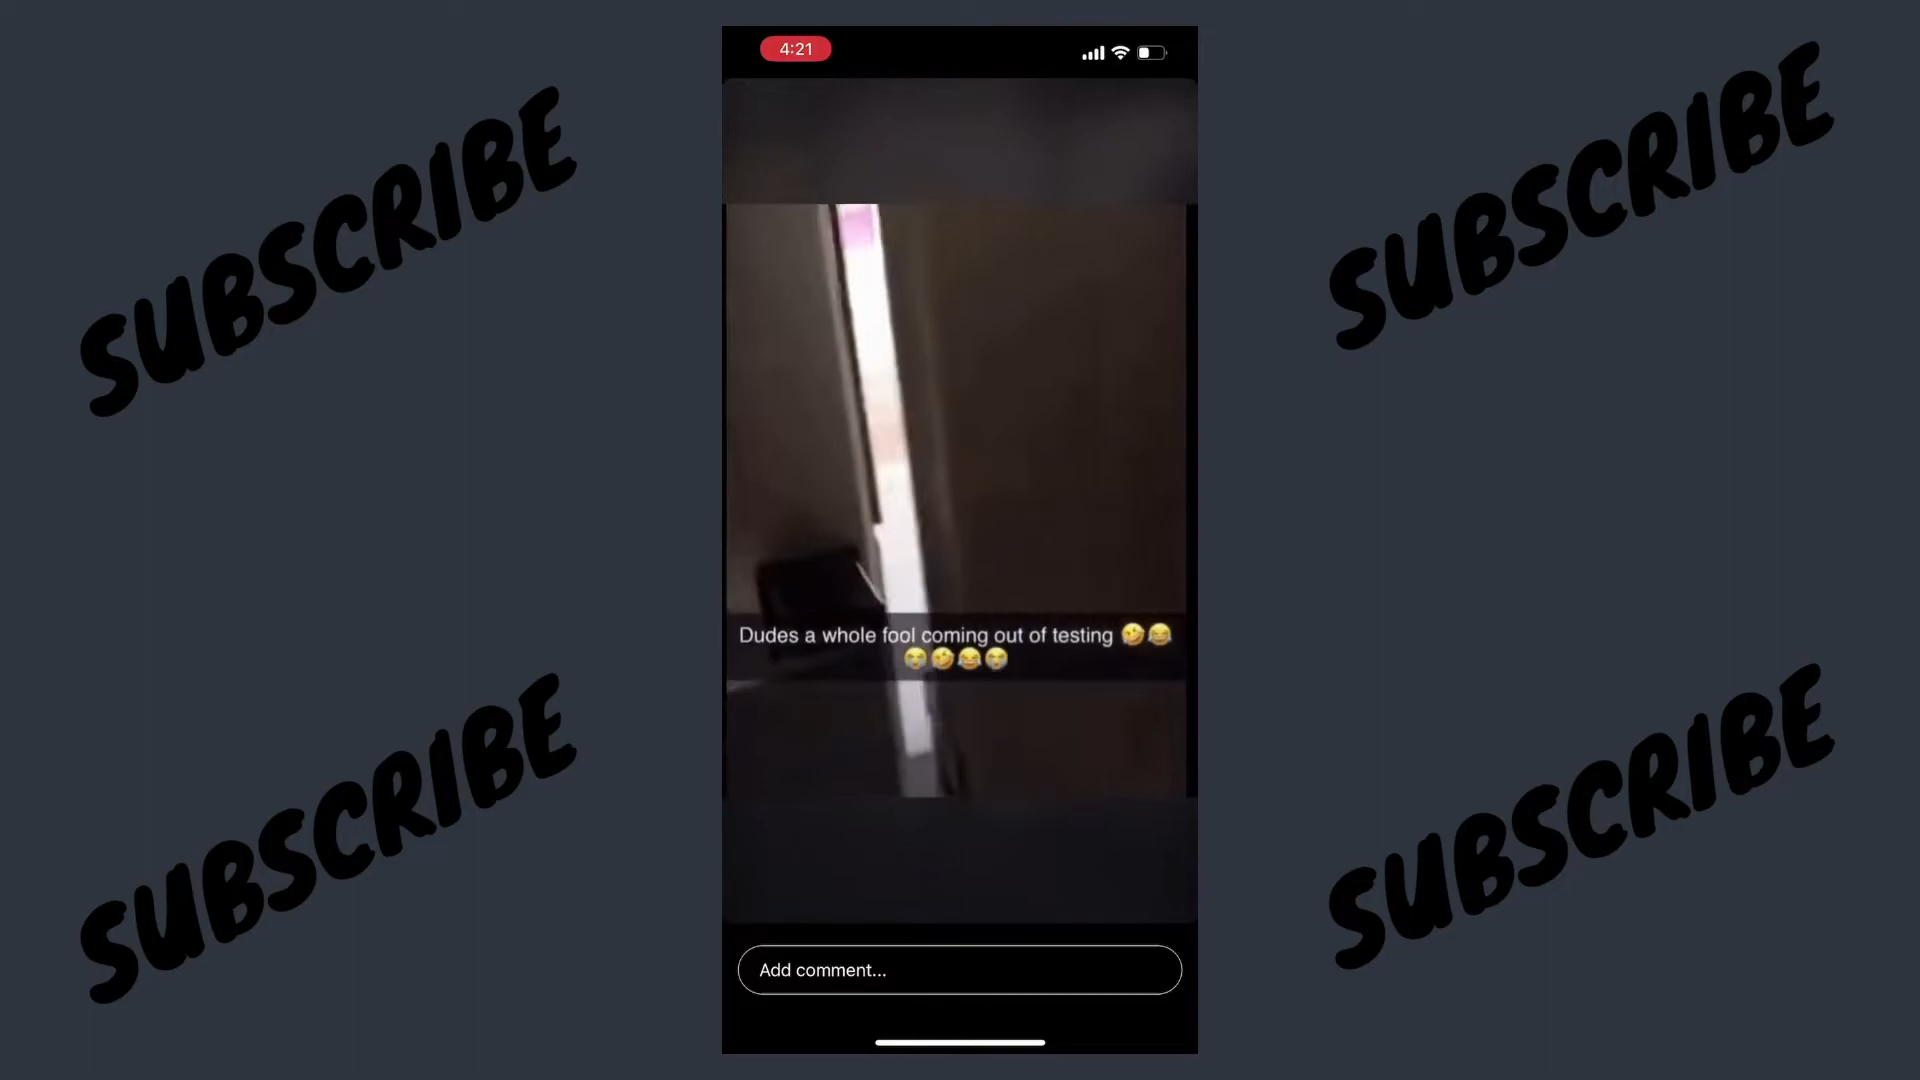 SUBSCRIBE
SUBSCRIBE
4:21
Dudes a whole fool coming out of testing 🤣😂
😭🤣😂😭
Add comment...
SUBSCRIBE
SUBSCRIBE